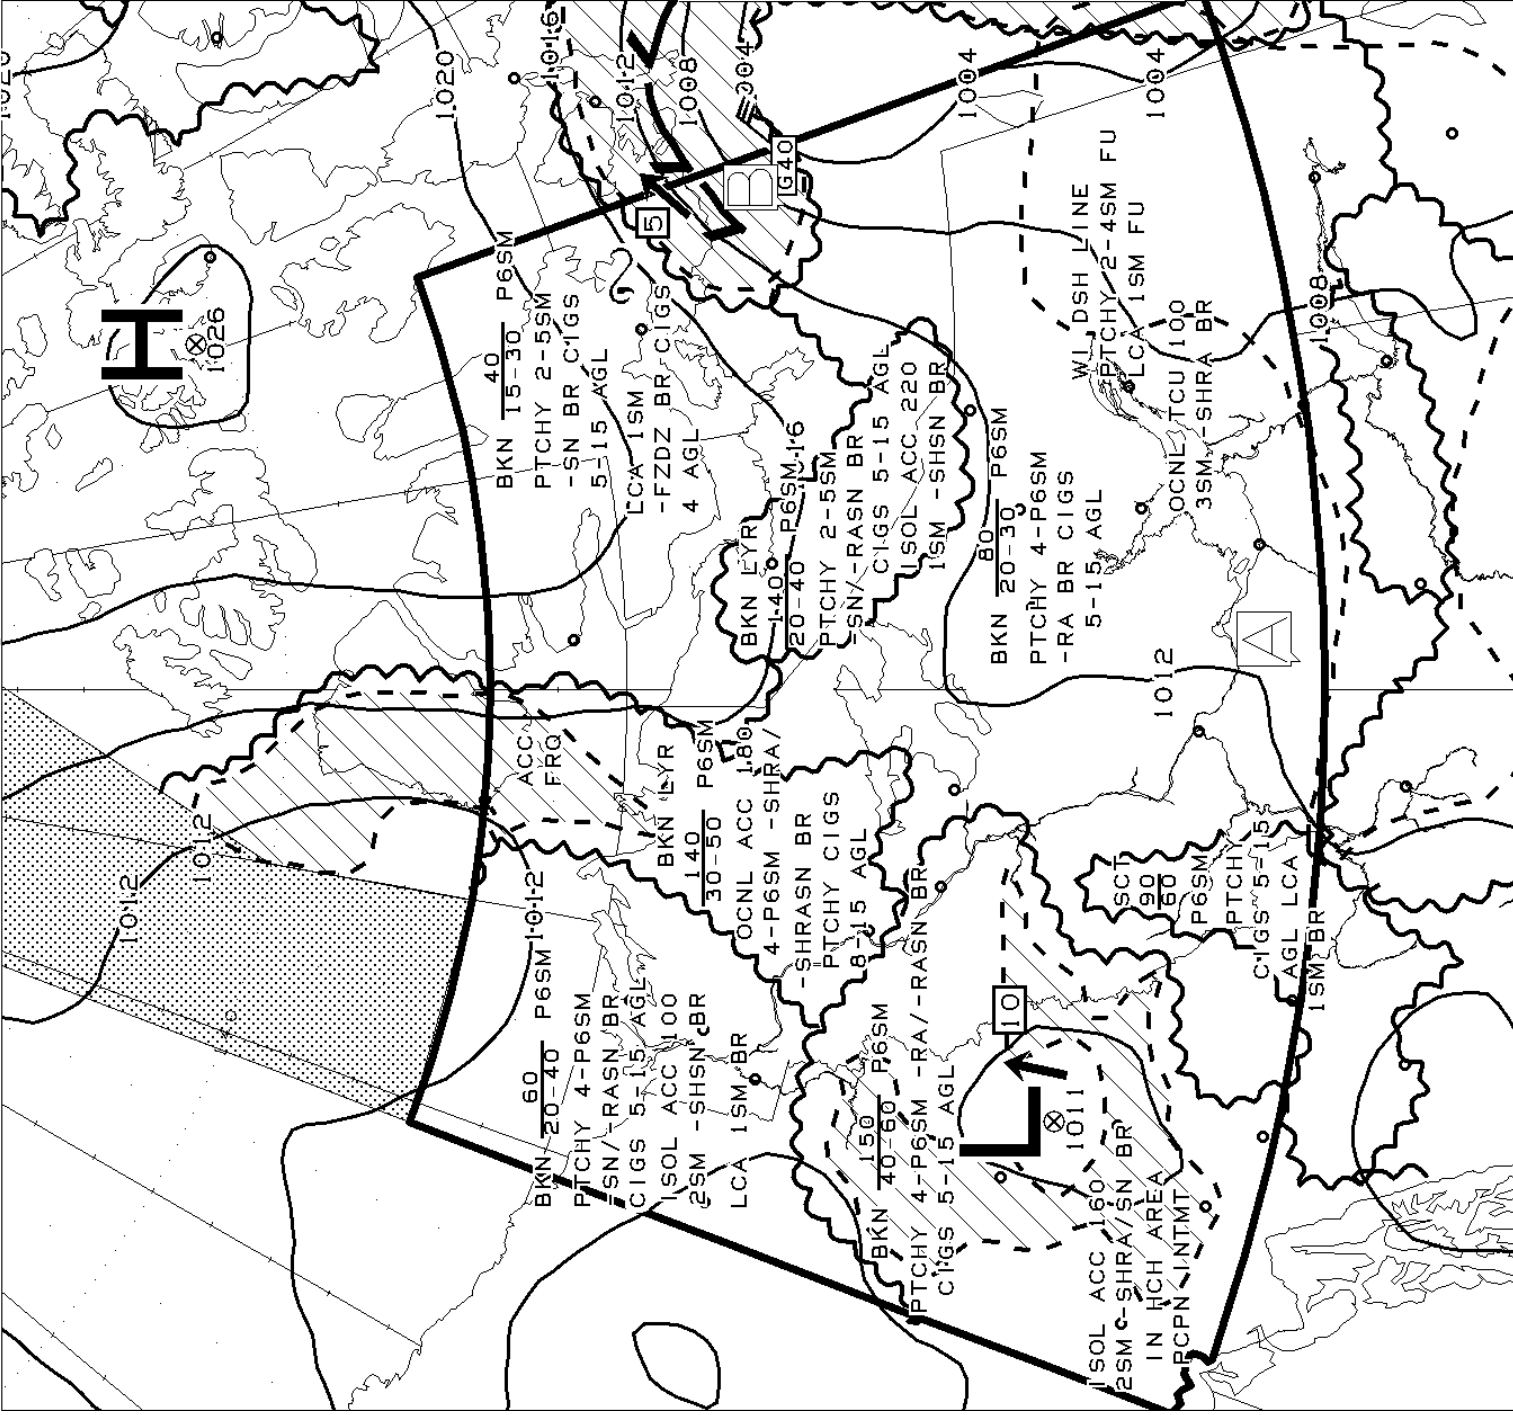 H
1026
1020
1020
1016
1012
1008
1004
1004
1004
1008
1012
1012
1012
1012
1012
16
5
G40
B
A
10
L
1011
40
BKN 15-30 P6SM
PTCHY 2-5SM
-SN BR CIGS
5-15 AGL
LCA 1SM
-FZDZ BR CIGS
4 AGL
BKN LYR
140
20-40 P6SM
PTCHY 2-5SM
-SN/-RASN BR
CIGS 5-15 AGL
ISOL ACC 220
1SM -SHSN BR
80
BKN 20-30 P6SM
PTCHY 4-P6SM
-RA BR CIGS
5-15 AGL
WI DSH LINE
PTCHY 2-4SM FU
LCA 1SM FU
OCNL TCU 100
3SM -SHRA BR
ACC
FRQ
BKN LYR
140
30-50 P6SM
OCNL ACC 180
4-P6SM -SHRA/
-SHRASN BR
PTCHY CIGS
8-15 AGL
60
BKN 20-40 P6SM
PTCHY 4-P6SM
-SN/-RASN BR
CIGS 5-15 AGL
ISOL ACC 100
2SM -SHSN BR
LCA 1SM BR
150
BKN 40-60 P6SM
PTCHY 4-P6SM -RA/-RASN BR
CIGS 5-15 AGL
ISOL ACC 160
2SM -SHRA/SN BR
IN HCH AREA
PCPN INTMT
SCT
90
60
P6SM
PTCHY
CIGS 5-15
AGL LCA
1SM BR